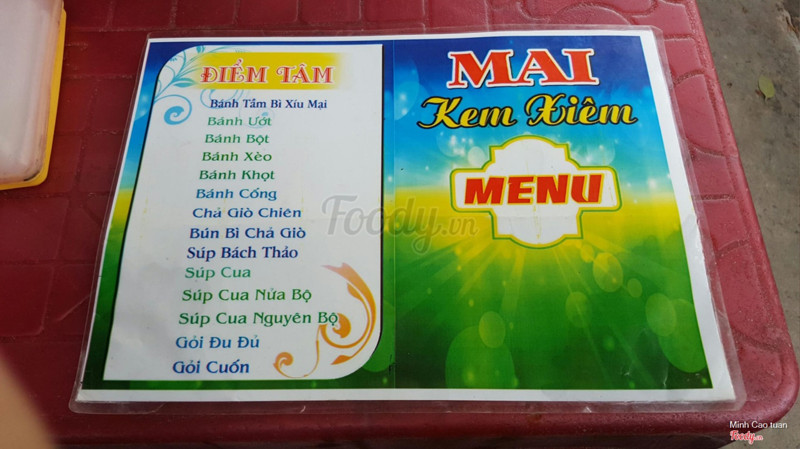 ĐIỂM TÂM
Bánh Tầm Bì Xíu Mại
Bánh Ướt
Bánh Bột
Bánh Xèo
Bánh Khọt
Bánh Cống
Chả Giò Chiên
Bún Bì Chả Giò
Súp Bách Thảo
Súp Cua
Súp Cua Nửa Bộ
Súp Cua Nguyên Bộ
Gỏi Đu Đủ
Gỏi Cuốn
MAI
Kem Xiêm
MENU
Foody.vn
Minh Cao tuan
Foody.vn